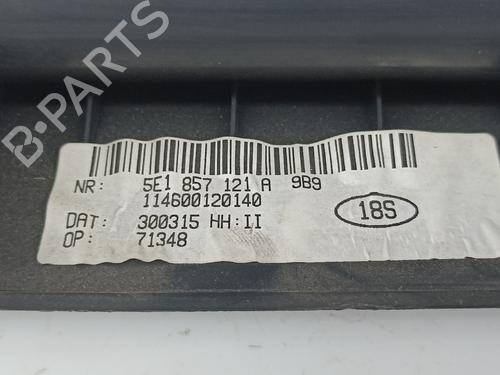 B-PARTS
NR: 5E1 857 121 A 9B9
114600120140
DAT: 300315 HH:II
OP: 71348
18S